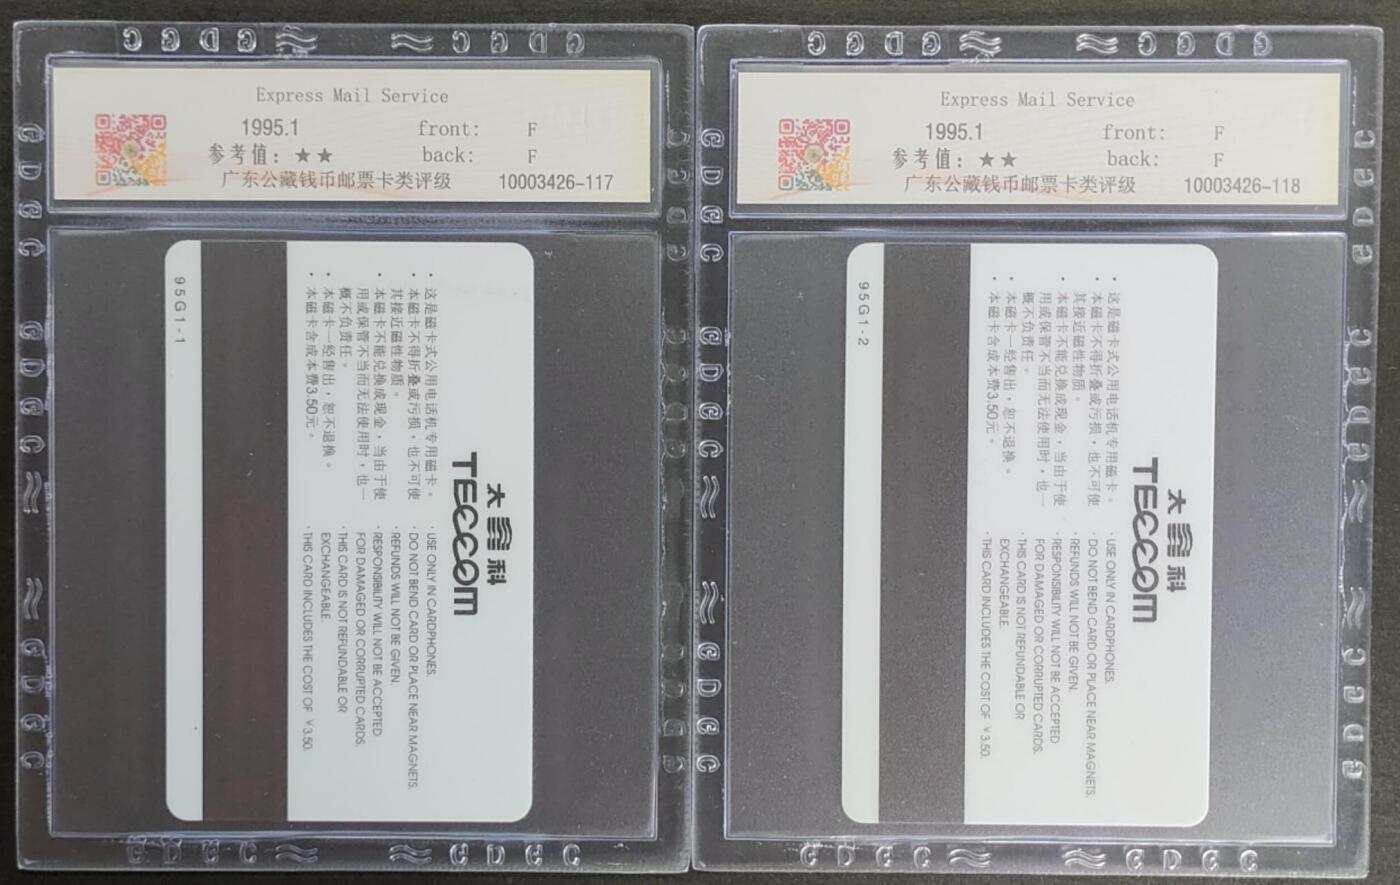 Express Mail Service
1995.1 front: F
参考值：★★ back: F
广东公藏钱币邮票卡类评级 10003426-117
95G1-1
TECCOM
· 这是磁卡式公用电话机专用磁卡。
· 本磁卡不得折叠或污损，也不可使
其接近磁性物质。
· 本磁卡不能兑换成现金，当由于使
用或保管不当而无法使用时，也一
概不负责任。
· 本磁卡一经售出，恕不退换。
· 本磁卡含成本费3.50元。
· USE ONLY IN CARDPHONES.
· DO NOT BEND CARD OR PLACE NEAR MAGNETS.
· REFUNDS WILL NOT BE GIVEN.
· RESPONSIBILITY WILL NOT BE ACCEPTED
FOR DAMAGED OR CORRUPTED CARDS.
· THIS CARD IS NOT REFUNDABLE OR
EXCHANGEABLE.
· THIS CARD INCLUDES THE COST OF ￥3.50.
Express Mail Service
1995.1 front: F
参考值：★★ back: F
广东公藏钱币邮票卡类评级 10003426-118
95G1-2
TECCOM
· 这是磁卡式公用电话机专用磁卡。
· 本磁卡不得折叠或污损，也不可使
其接近磁性物质。
· 本磁卡不能兑换成现金，当由于使
用或保管不当而无法使用时，也一
概不负责任。
· 本磁卡一经售出，恕不退换。
· 本磁卡含成本费3.50元。
· USE ONLY IN CARDPHONES.
· DO NOT BEND CARD OR PLACE NEAR MAGNETS.
· REFUNDS WILL NOT BE GIVEN.
· RESPONSIBILITY WILL NOT BE ACCEPTED
FOR DAMAGED OR CORRUPTED CARDS.
· THIS CARD IS NOT REFUNDABLE OR
EXCHANGEABLE.
· THIS CARD INCLUDES THE COST OF ￥3.50.